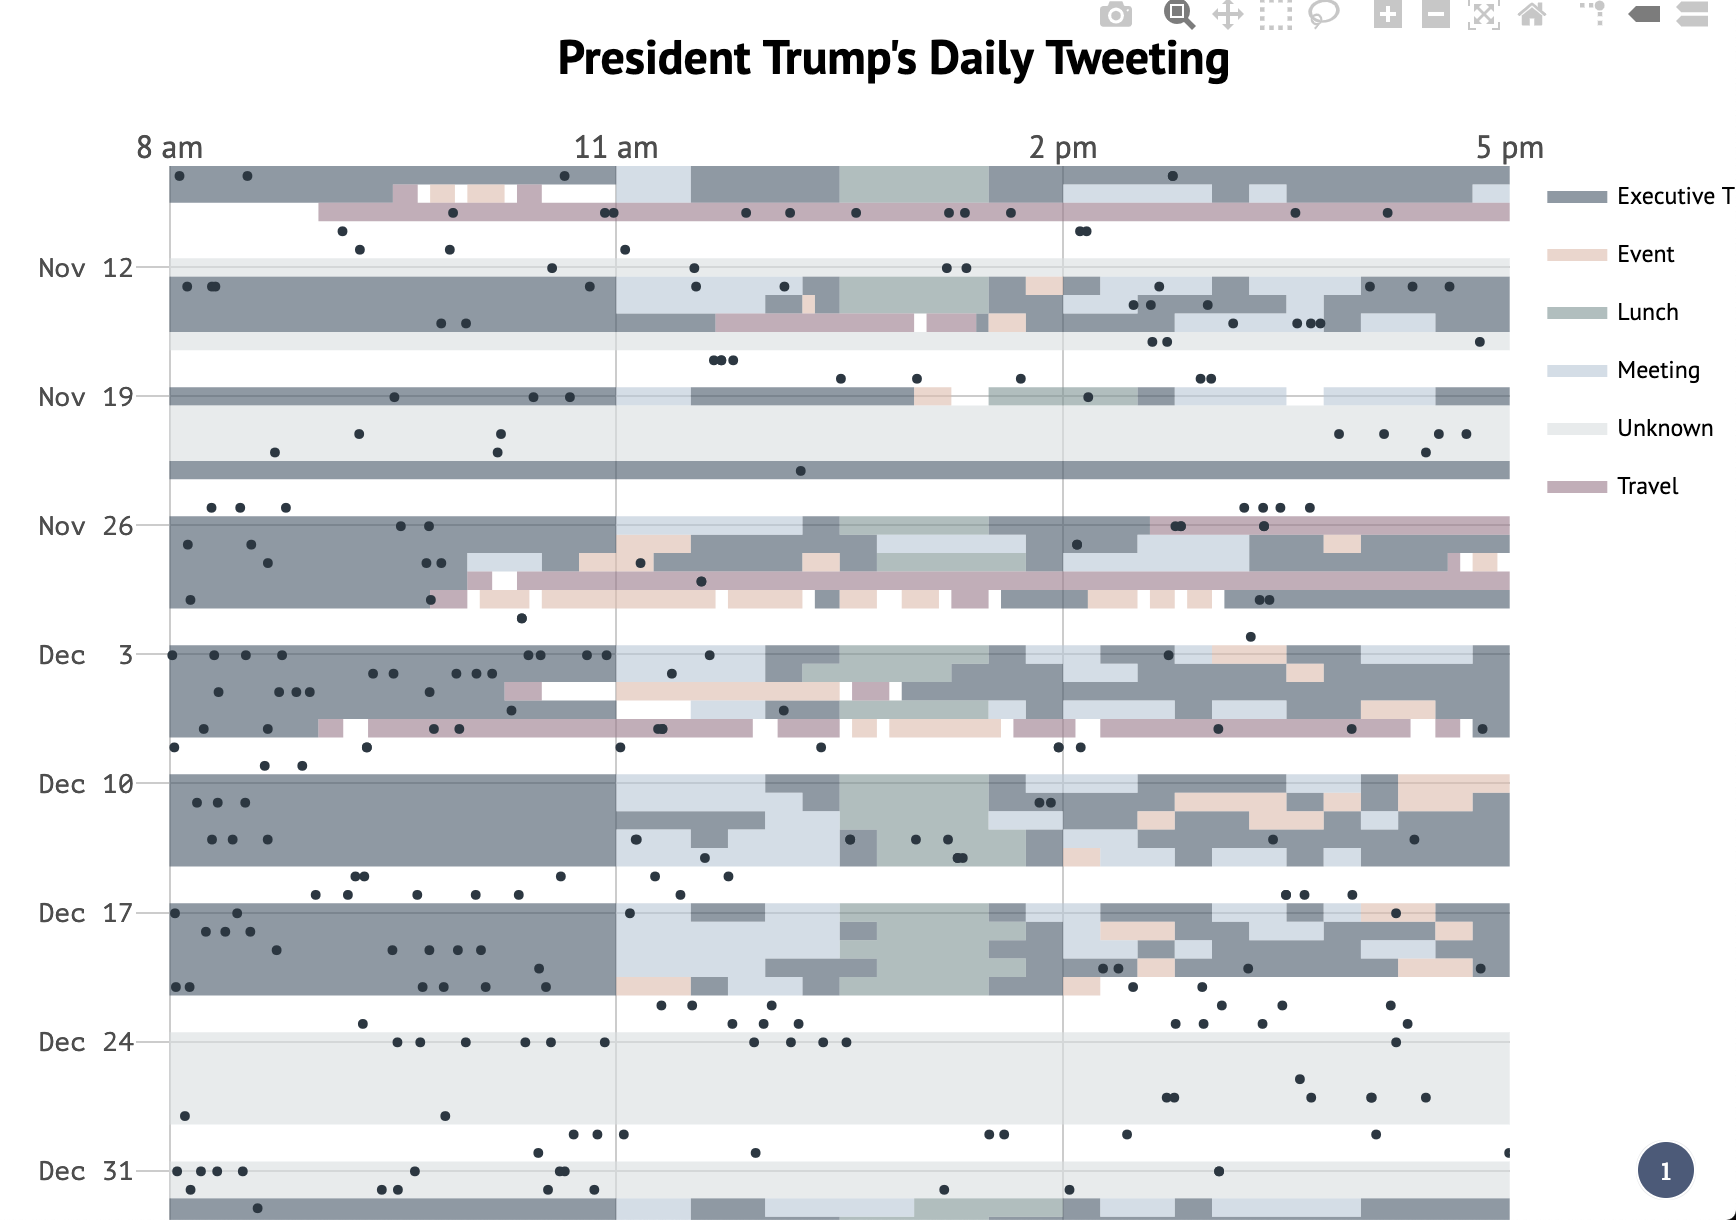 President Trump's Daily Tweeting
8 am 11 am 2 pm 5 pm
Executive T
Event
Nov 12
Lunch
Meeting
Nov 19
Unknown
Travel
Nov 26
Dec 3
Dec 10
Dec 17
Dec 24
Dec 31
1